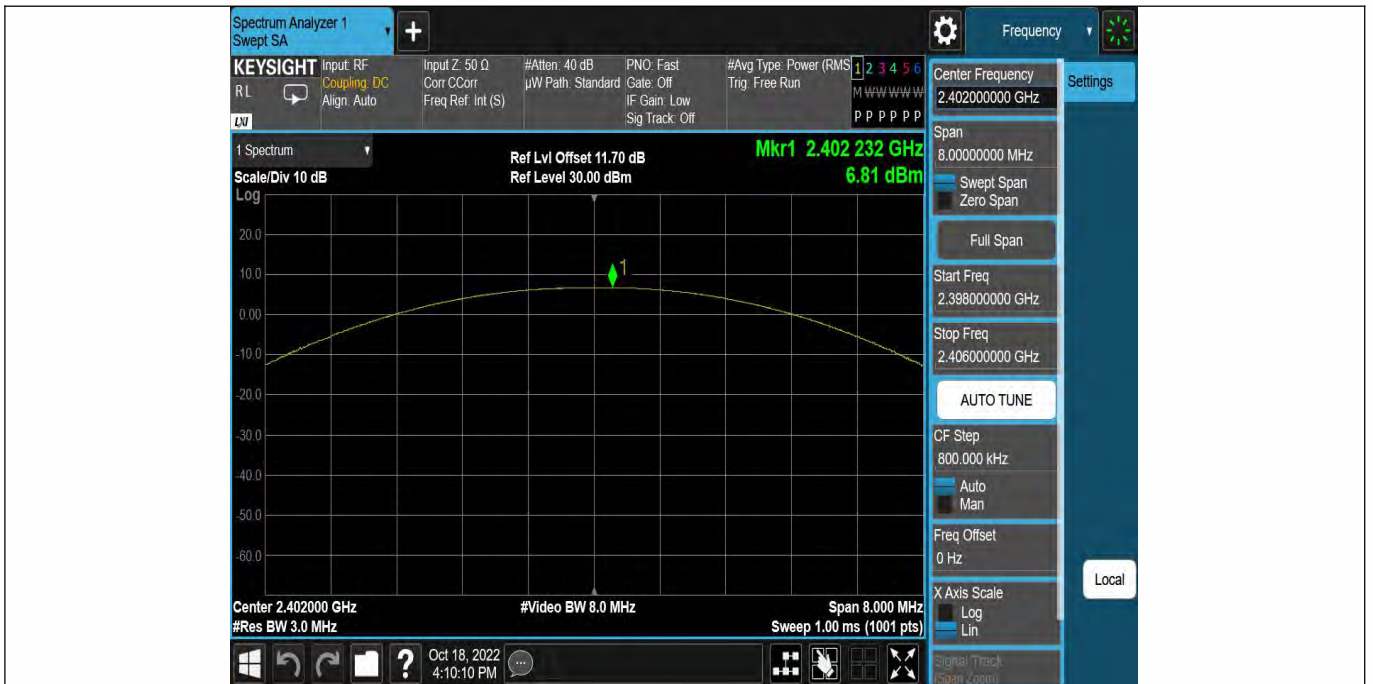 Spectrum Analyzer 1
Swept SA
Frequency
KEYSIGHT
R L
LXI
Input: RF
Coupling: DC
Align: Auto
Input Z: 50 Ω
Corr CCorr
Freq Ref: Int (S)
#Atten: 40 dB
µW Path: Standard
PNO: Fast
Gate: Off
IF Gain: Low
Sig Track: Off
#Avg Type: Power (RMS
Trig: Free Run
1 2 3 4 5 6
M W W W W W
P P P P P P
1 Spectrum
Scale/Div 10 dB
Ref Lvl Offset 11.70 dB
Ref Level 30.00 dBm
Mkr1 2.402 232 GHz
6.81 dBm
Log
20.0
10.0
0.00
-10.0
-20.0
-30.0
-40.0
-50.0
-60.0
1
Center 2.402000 GHz
#Res BW 3.0 MHz
#Video BW 8.0 MHz
Span 8.000 MHz
Sweep 1.00 ms (1001 pts)
Center Frequency
2.402000000 GHz
Settings
Span
8.00000000 MHz
Swept Span
Zero Span
Full Span
Start Freq
2.398000000 GHz
Stop Freq
2.406000000 GHz
AUTO TUNE
CF Step
800.000 kHz
Auto
Man
Freq Offset
0 Hz
X Axis Scale
Log
Lin
Signal Track
(Span Zoom)
Local
?
Oct 18, 2022
4:10:10 PM